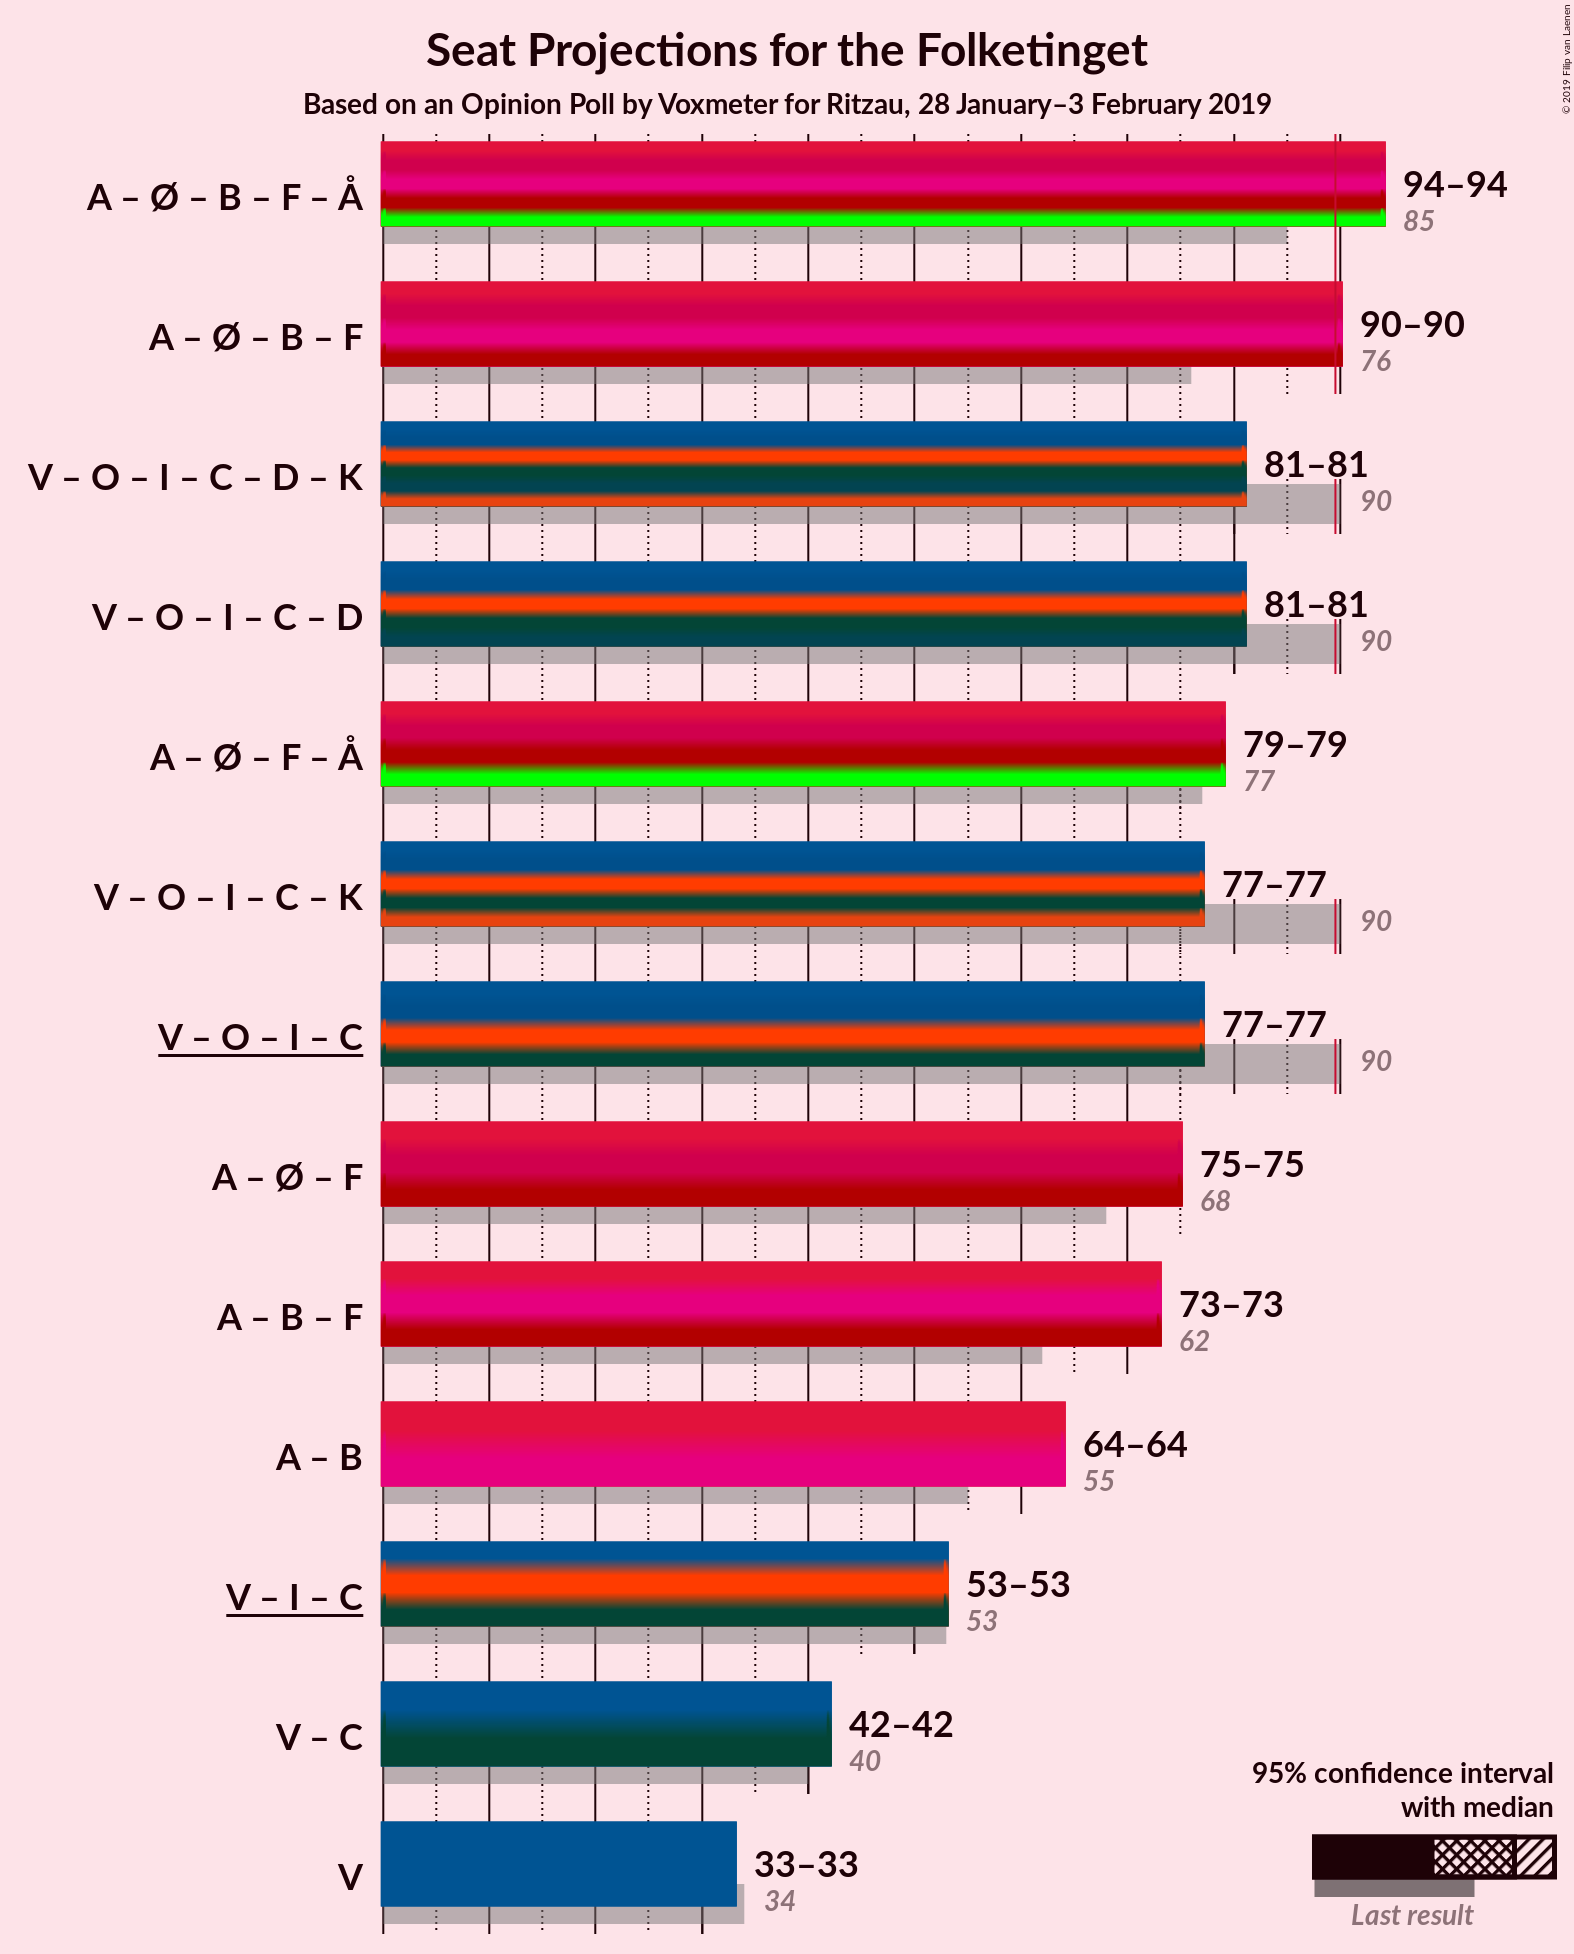 Seat Projections for the Folketinget
Based on an Opinion Poll by Voxmeter for Ritzau, 28 January–3 February 2019
© 2019 Filip van Laenen
A – Ø – B – F – Å
94–94
85
A – Ø – B – F
90–90
76
V – O – I – C – D – K
81–81
90
V – O – I – C – D
81–81
90
A – Ø – F – Å
79–79
77
V – O – I – C – K
77–77
90
V – O – I – C
77–77
90
A – Ø – F
75–75
68
A – B – F
73–73
62
A – B
64–64
55
V – I – C
53–53
53
V – C
42–42
40
V
33–33
34
95% confidence interval
with median
Last result